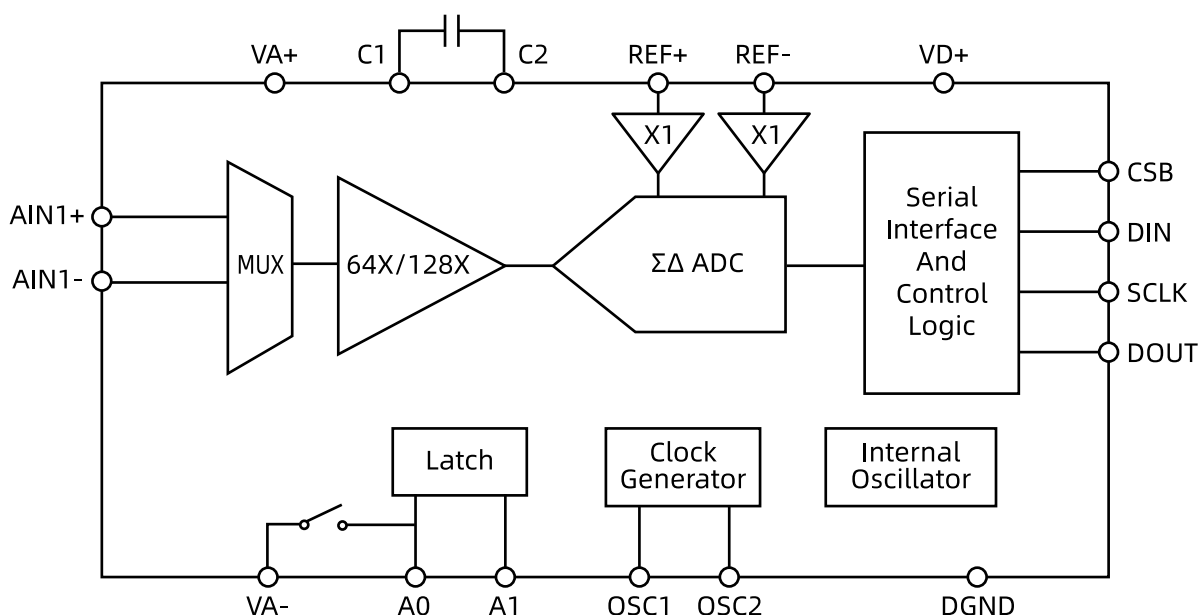 VA+
C1
C2
REF+
REF-
VD+
X1
X1
AIN1+
AIN1-
MUX
64X/128X
ΣΔ ADC
Serial
Interface
And
Control
Logic
CSB
DIN
SCLK
DOUT
Latch
Clock
Generator
Internal
Oscillator
VA-
A0
A1
OSC1
OSC2
DGND